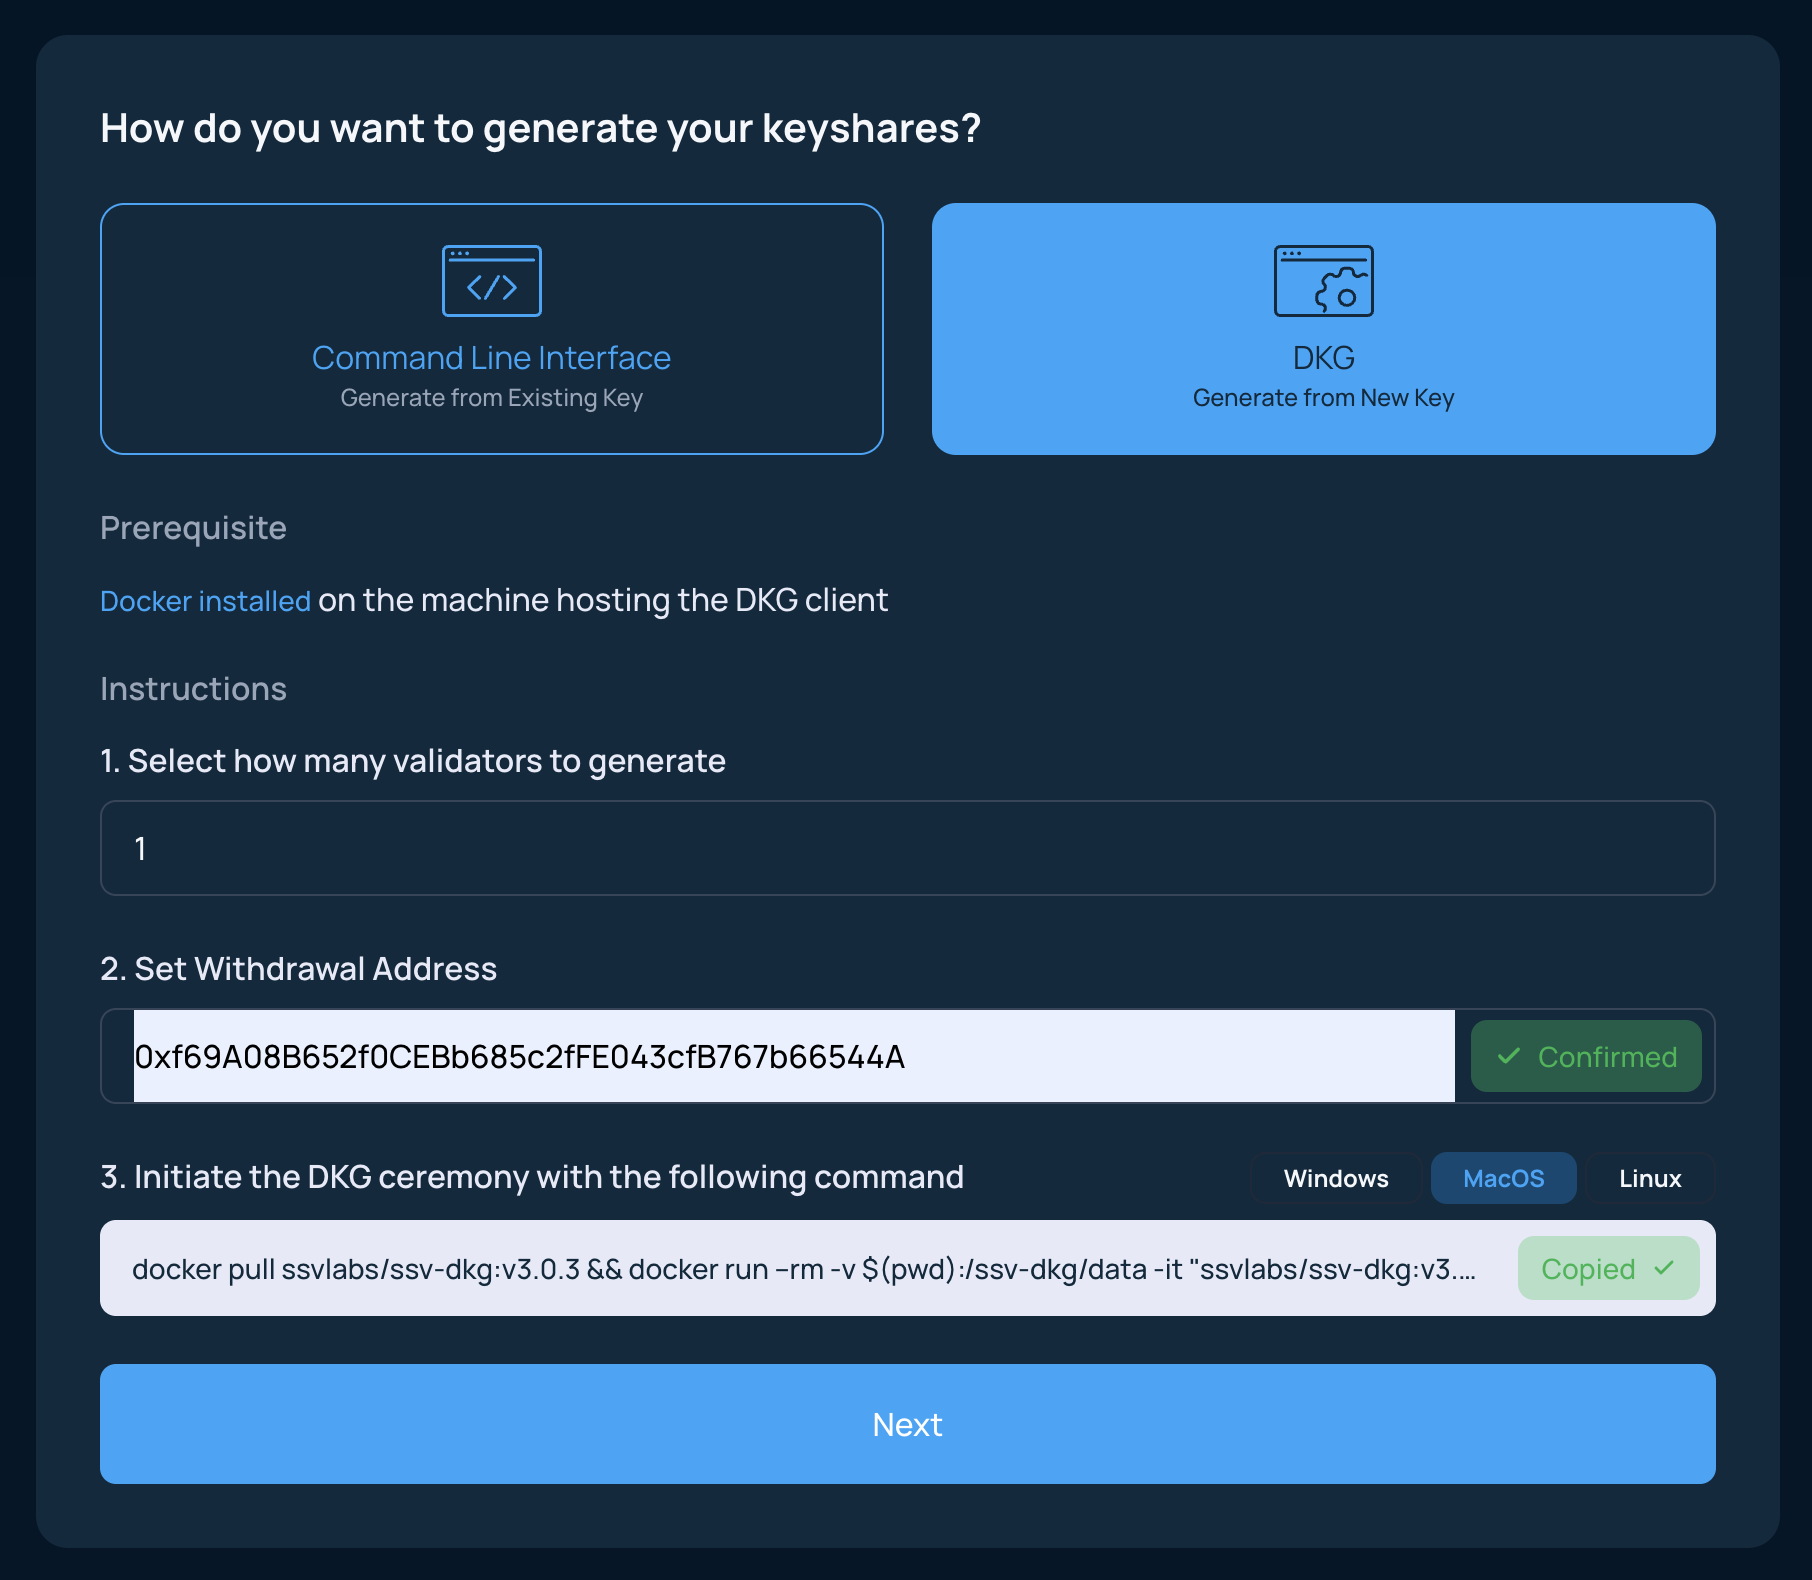 How do you want to generate your keyshares?
Command Line Interface
Generate from Existing Key
DKG
Generate from New Key
Prerequisite
Docker installed on the machine hosting the DKG client
Instructions
1. Select how many validators to generate
1
2. Set Withdrawal Address
0xf69A08B652f0CEBb685c2fFE043cfB767b66544A
Confirmed
3. Initiate the DKG ceremony with the following command
Windows
MacOS
Linux
docker pull ssvlabs/ssv-dkg:v3.0.3 && docker run –rm -v $(pwd):/ssv-dkg/data -it "ssvlabs/ssv-dkg:v3....
Copied
Next